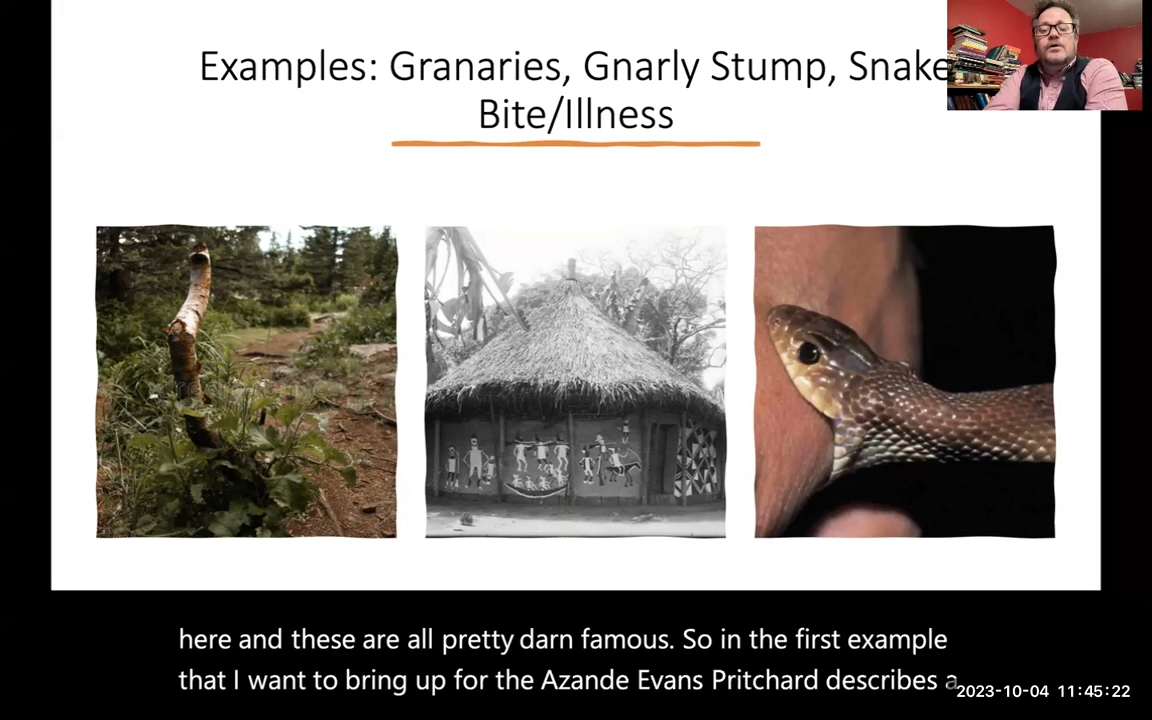 Examples: Granaries, Gnarly Stump, Snake
Bite/Illness
here and these are all pretty darn famous. So in the first example
that I want to bring up for the Azande Evans Pritchard describes a
2023-10-04 11:45:22